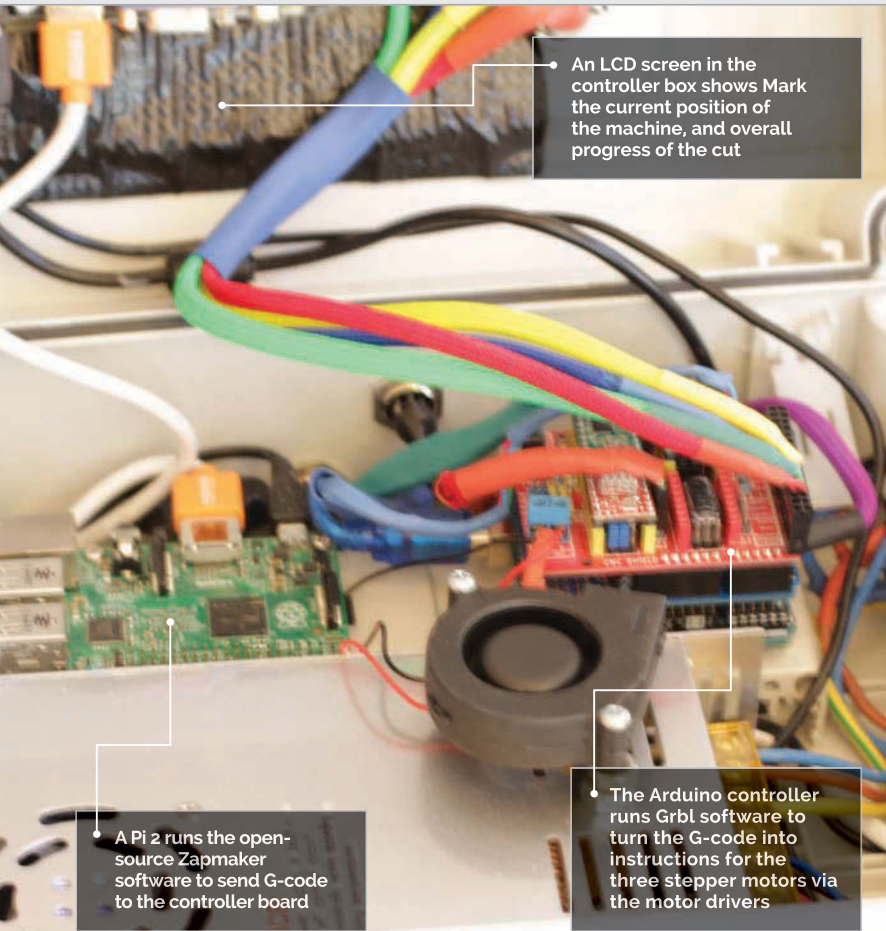 An LCD screen in the
controller box shows Mark
the current position of
the machine, and overall
progress of the cut
CNC SHIELD
A Pi 2 runs the open-
source Zapmaker
software to send G-code
to the controller board
The Arduino controller
runs Grbl software to
turn the G-code into
instructions for the
three stepper motors via
the motor drivers